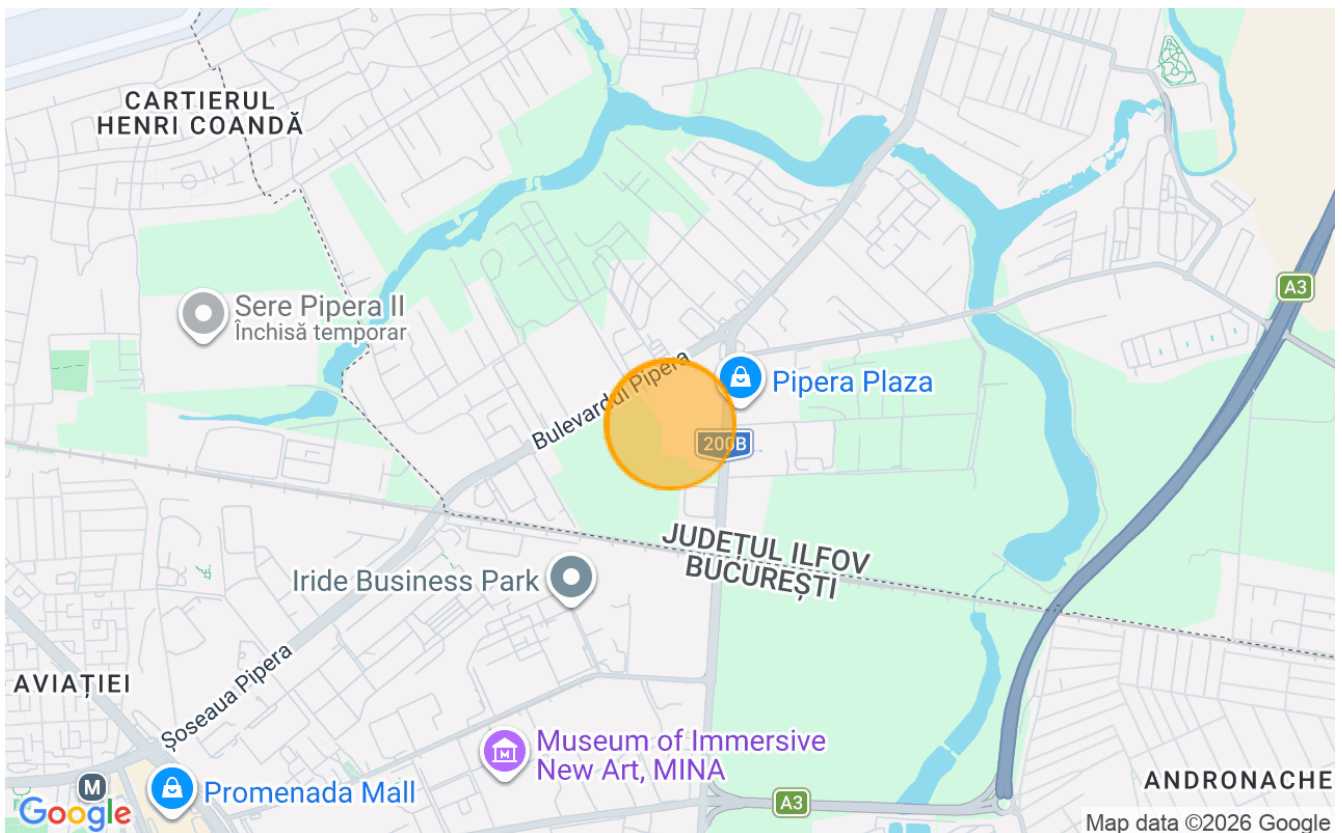 CARTIERUL
HENRI COANDĂ
A3
Sere Pipera II
Închisă temporar
Bulevardul Pipera
Pipera Plaza
200B
JUDEȚUL ILFOV
BUCUREȘTI
Iride Business Park
AVIAȚIEI
Șoseaua Pipera
Museum of Immersive
New Art, MINA
M
Promenada Mall
A3
ANDRONACHE
Google
Map data ©2026 Google